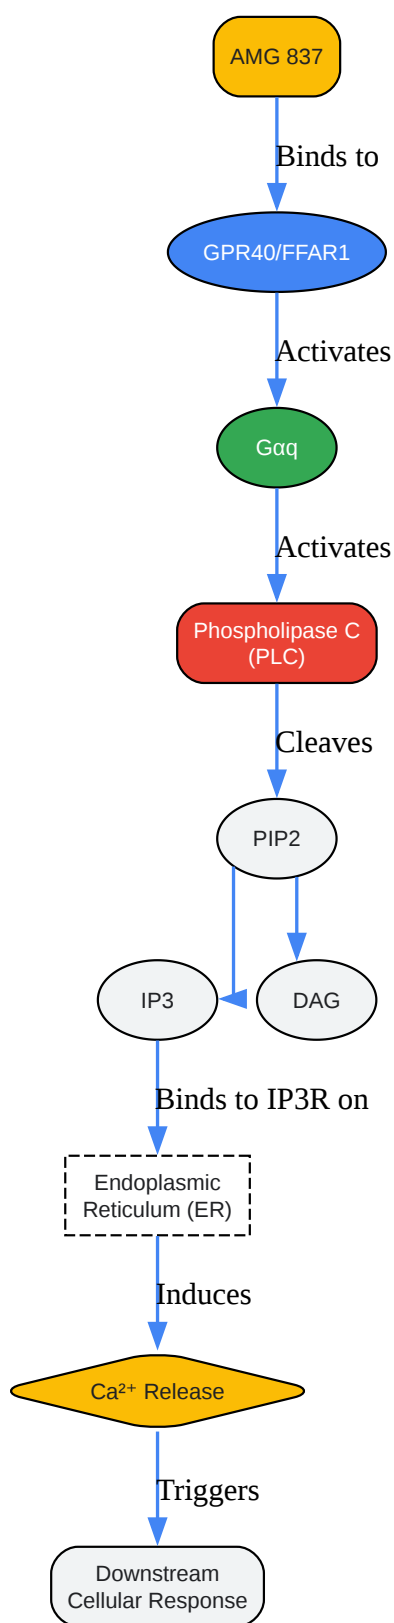 AMG 837
Binds to
GPR40/FFAR1
Activates
Gαq
Activates
Phospholipase C
(PLC)
Cleaves
PIP2
IP3
DAG
Binds to IP3R on
Endoplasmic
Reticulum (ER)
Induces
Ca²⁺ Release
Triggers
Downstream
Cellular Response